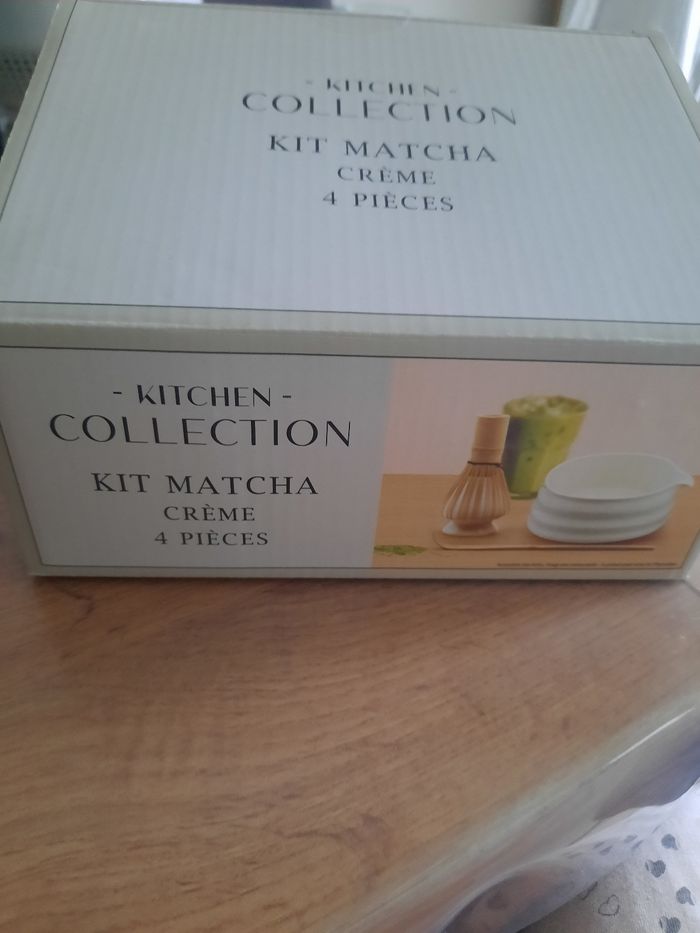 - KITCHEN -
COLLECTION
KIT MATCHA
CRÈME
4 PIÈCES
- KITCHEN -
COLLECTION
KIT MATCHA
CRÈME
4 PIÈCES